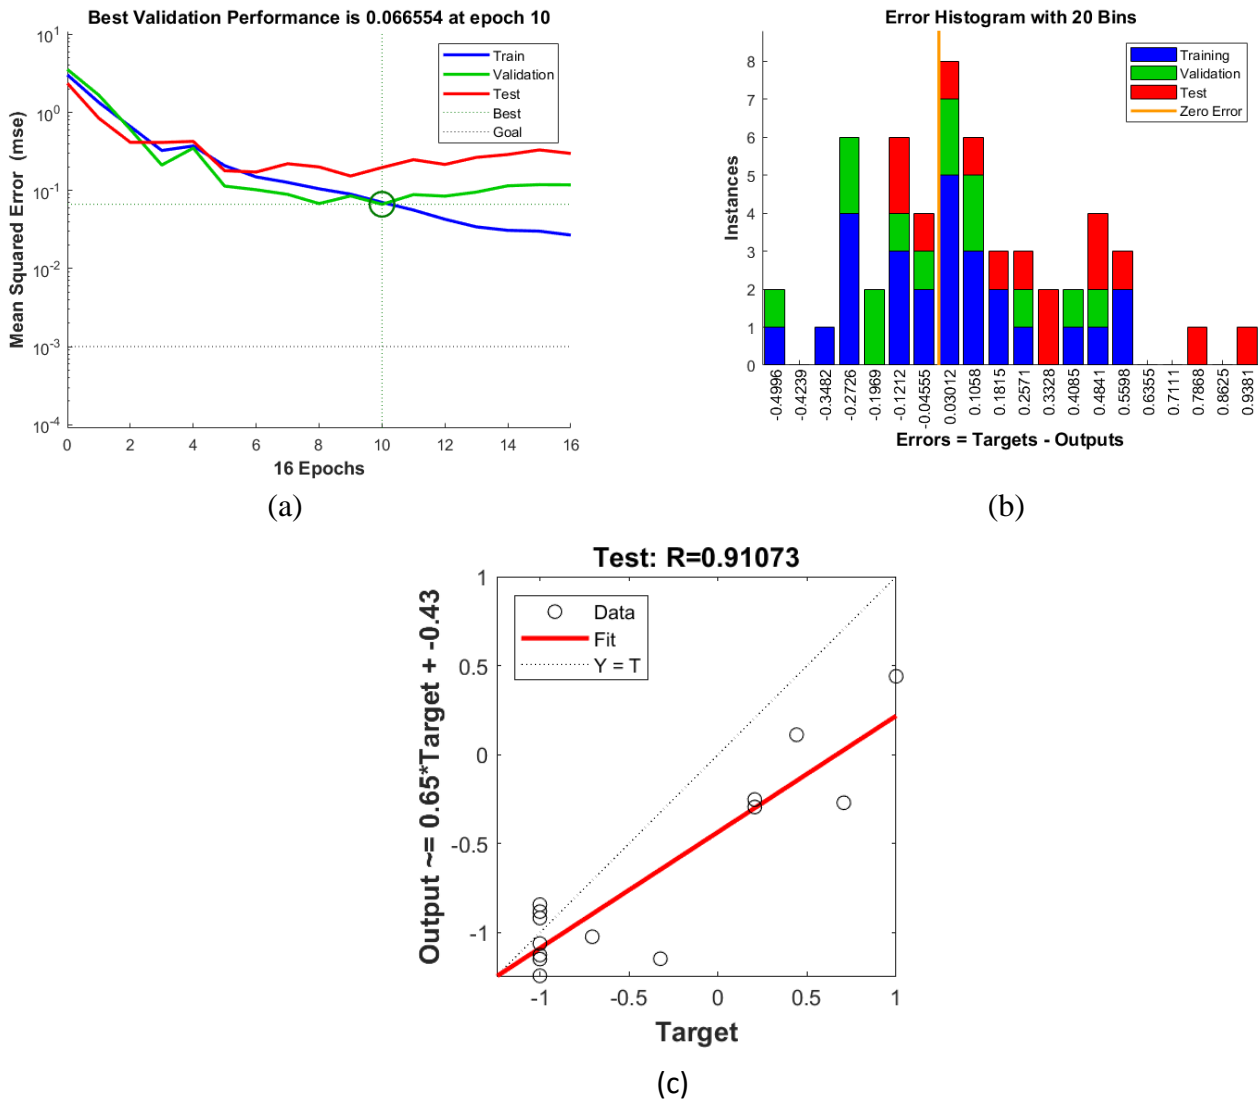 Best Validation Performance is 0.066554 at epoch 10
Mean Squared Error (mse)
10^1
10^0
10^-1
10^-2
10^-3
10^-4
Train
Validation
Test
Best
Goal
0 2 4 6 8 10 12 14 16
16 Epochs
(a)
Error Histogram with 20 Bins
Instances
8
7
6
5
4
3
2
1
0
Training
Validation
Test
Zero Error
-0.4996
-0.4239
-0.3482
-0.2726
-0.1969
-0.1212
-0.04555
0.03012
0.1058
0.1815
0.2571
0.3328
0.4085
0.4841
0.5598
0.6355
0.7111
0.7868
0.8625
0.9381
Errors = Targets - Outputs
(b)
Test: R=0.91073
Output ~= 0.65*Target + -0.43
1
0.5
0
-0.5
-1
Data
Fit
Y = T
-1 -0.5 0 0.5 1
Target
(c)